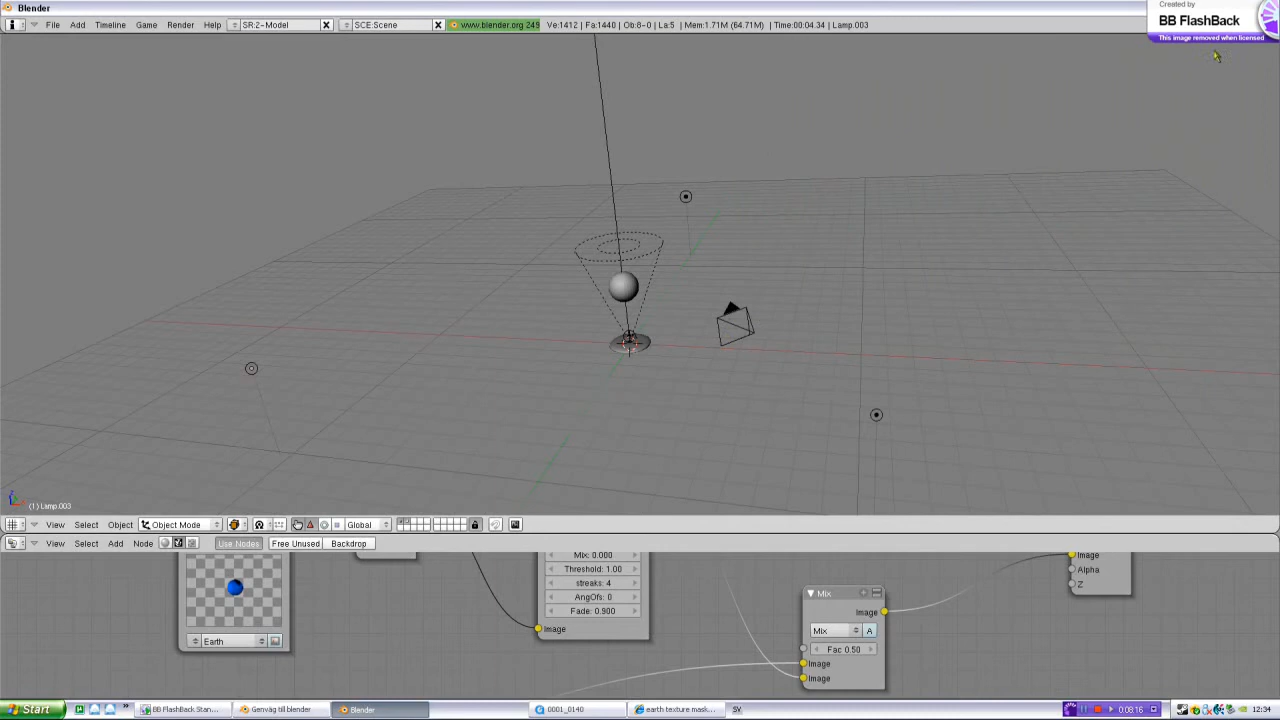 Blender
Created by
BB FlashBack
This image removed when licensed
File Add Timeline Game Render Help SR:2-Model X SCE:Scene X www.blender.org 249 Ve:1412 | Fa:1440 | Ob:8-0 | La:5 | Mem:1.71M (64.71M) | Time:00:04.34 | Lamp.003
(1) Lamp.003
View Select Object Object Mode Global
View Select Add Node Use Nodes Free Unused Backdrop
Mix: 0.000
Threshold: 1.00
streaks: 4
AngOfs: 0
Fade: 0.900
Image
Earth
Mix
Image
Mix A
Fac 0.50
Image
Image
Image
Alpha
Z
Start BB FlashBack Stan... Genväg till blender Blender 0001_0140 earth texture mask... SV 12:34